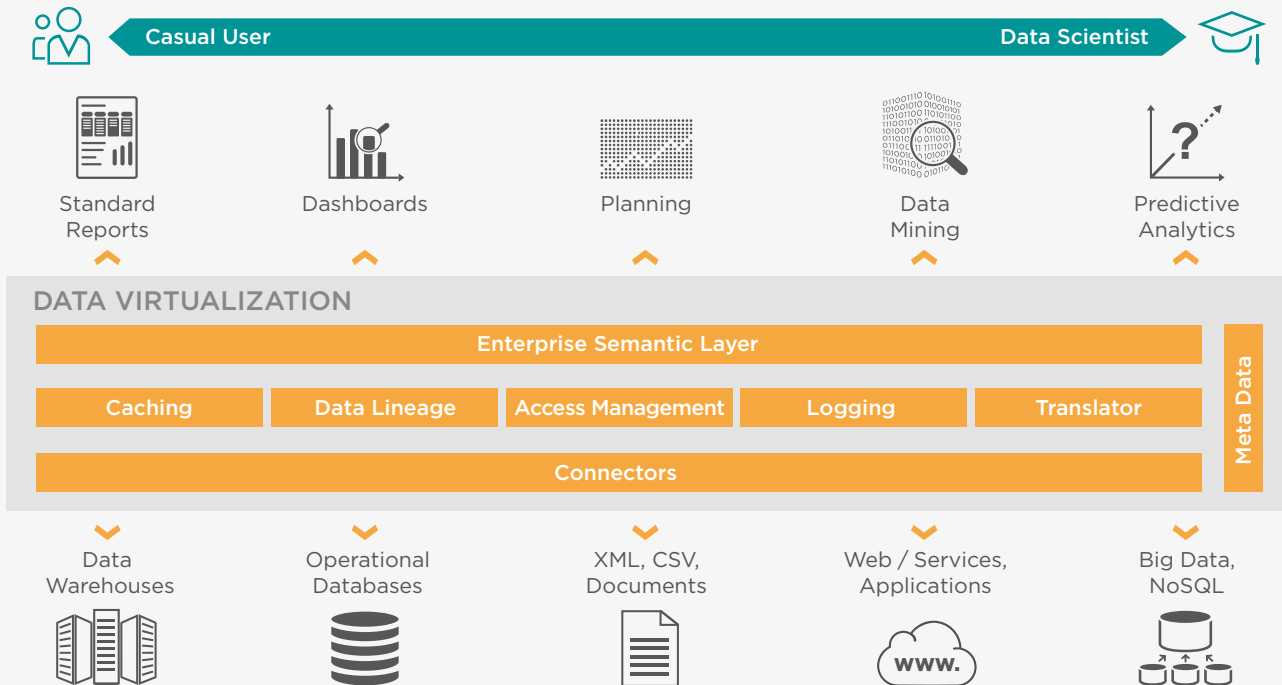 Casual User
Data Scientist
Standard
Reports
Dashboards
Planning
Data
Mining
Predictive
Analytics
?
DATA VIRTUALIZATION
Enterprise Semantic Layer
Caching
Data Lineage
Access Management
Logging
Translator
Meta Data
Connectors
Data
Warehouses
Operational
Databases
XML, CSV,
Documents
Web / Services,
Applications
Big Data,
NoSQL
www.